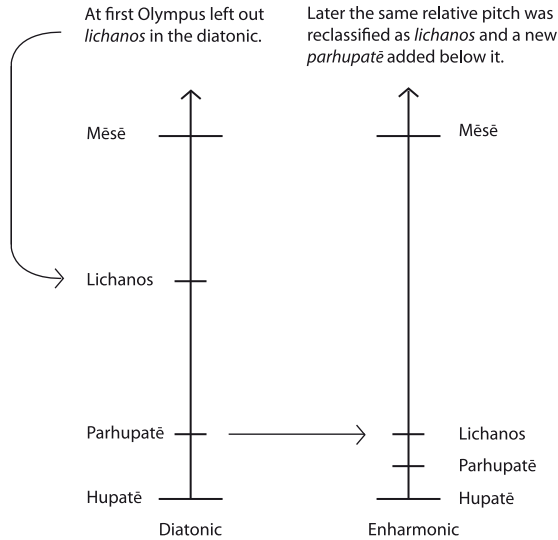 At first Olympus left out
lichanos in the diatonic.
Later the same relative pitch was
reclassified as lichanos and a new
parhupatē added below it.
Mēsē
Lichanos
Parhupatē
Hupatē
Diatonic
Mēsē
Lichanos
Parhupatē
Hupatē
Enharmonic